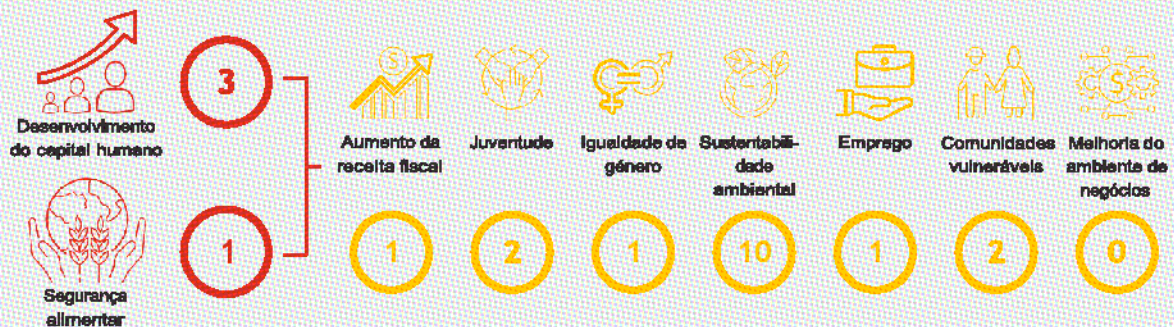 3
Desenvolvimento
do capital humano
1
Segurança
alimentar
$
Aumento da
receita fiscal
1
Juventude
2
Igualdade de
género
1
Sustentabili-
dade
ambiental
10
Emprego
1
Comunidades
vulneráveis
2
$
Melhoria do
ambiente de
negócios
0